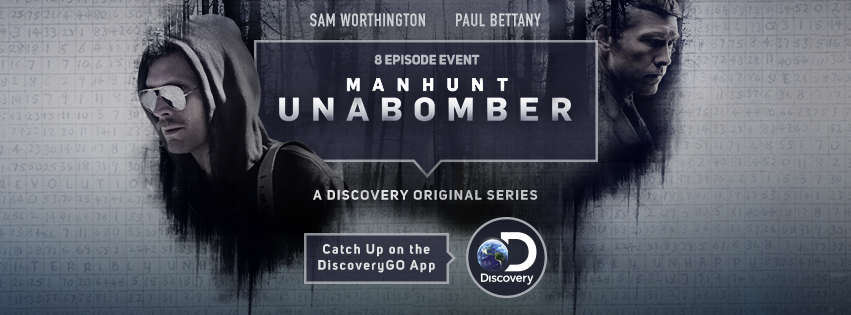 SAM WORTHINGTON PAUL BETTANY
8 EPISODE EVENT
MANHUNT
UNABOMBER
A DISCOVERY ORIGINAL SERIES
Catch Up on the
DiscoveryGO App
Discovery